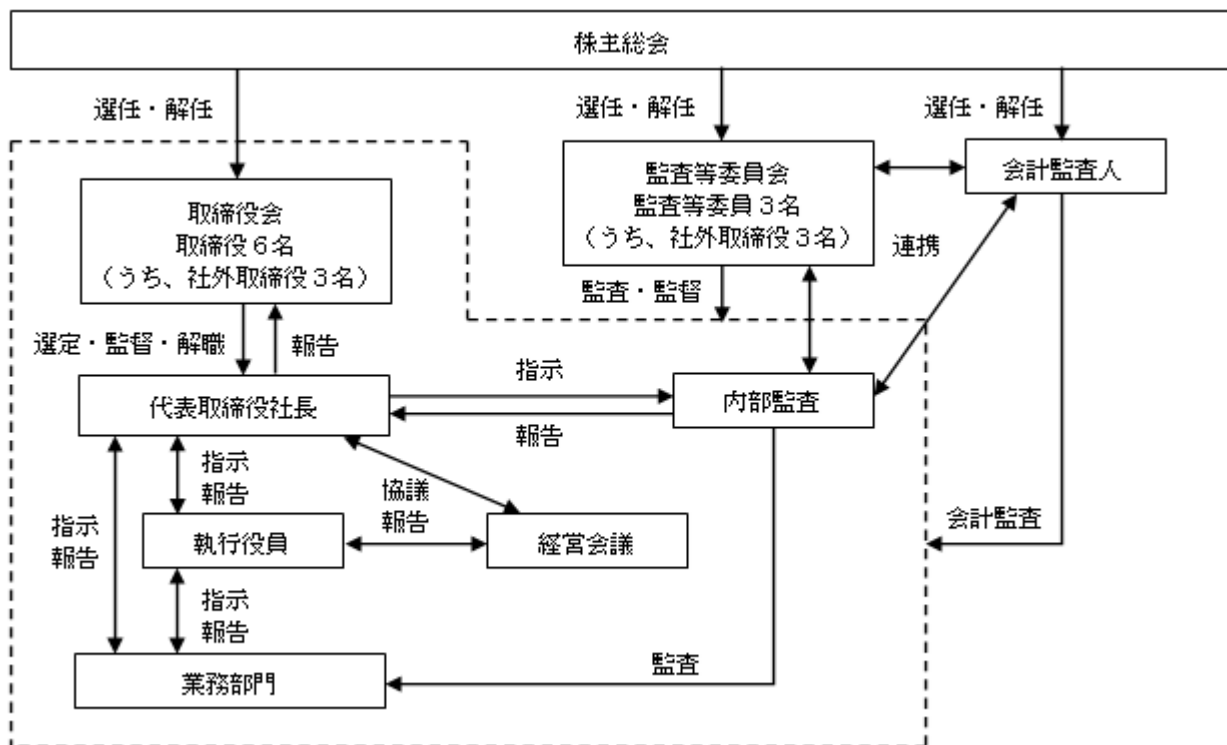 株主総会
選任・解任
選任・解任
選任・解任
取締役会
取締役６名
（うち、社外取締役３名）
監査等委員会
監査等委員３名
（うち、社外取締役３名）
会計監査人
連携
監査・監督
選定・監督・解職
報告
代表取締役社長
指示
報告
内部監査
指示
報告
指示
報告
協議
報告
執行役員
経営会議
会計監査
指示
報告
監査
業務部門